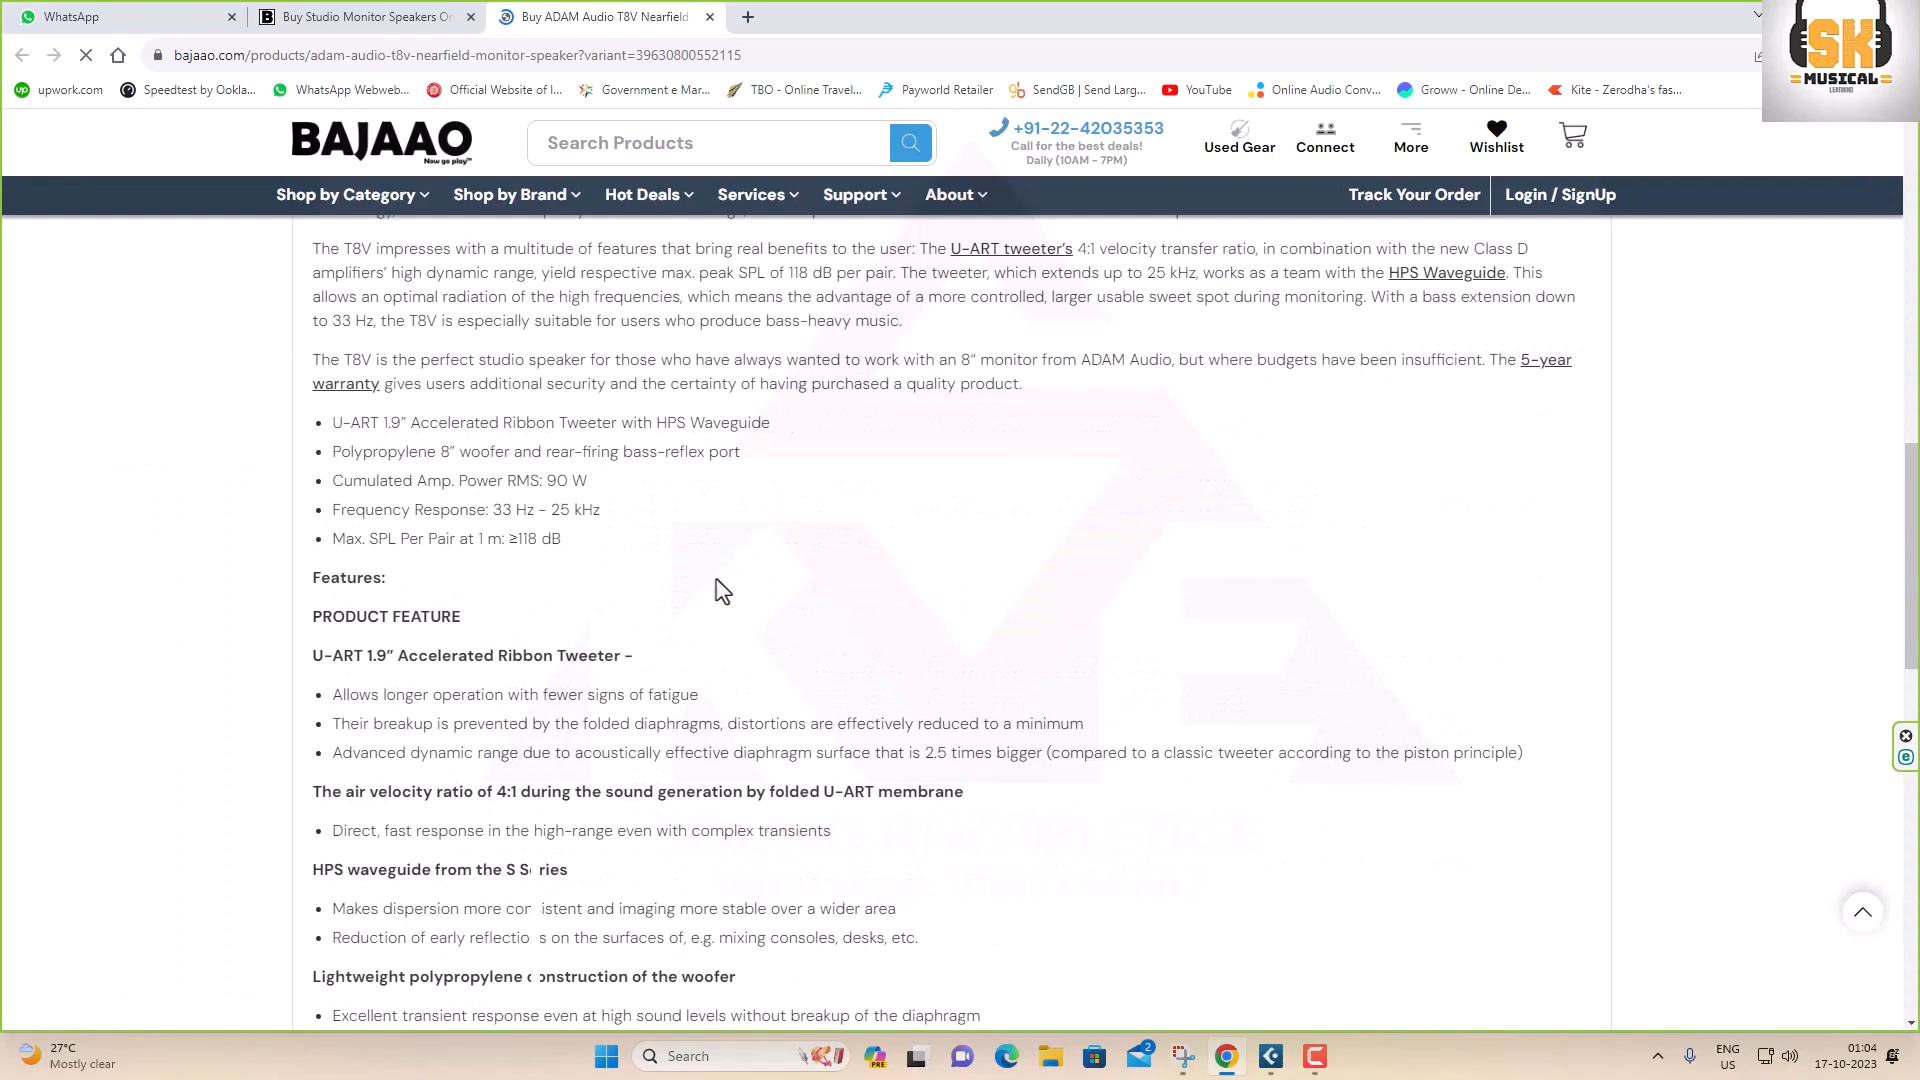 WhatsApp
Buy Studio Monitor Speakers On
Buy ADAM Audio T8V Nearfield
bajaao.com/products/adam-audio-t8v-nearfield-monitor-speaker?variant=39630800552115
upwork.com
Speedtest by Ookla...
WhatsApp Webweb...
Official Website of I...
Government e Mar...
TBO - Online Travel...
Payworld Retailer
SendGB | Send Larg...
YouTube
Online Audio Conv...
Groww - Online De...
Kite - Zerodha's fas...
SK
MUSICAL
LEARNING
BAJAAO
Now go play™
Search Products
+91-22-42035353
Call for the best deals!
Daily (10AM - 7PM)
Used Gear
Connect
More
Wishlist
Shop by Category
Shop by Brand
Hot Deals
Services
Support
About
Track Your Order
Login / SignUp
The T8V impresses with a multitude of features that bring real benefits to the user: The U-ART tweeter's 4:1 velocity transfer ratio, in combination with the new Class D
amplifiers' high dynamic range, yield respective max. peak SPL of 118 dB per pair. The tweeter, which extends up to 25 kHz, works as a team with the HPS Waveguide. This
allows an optimal radiation of the high frequencies, which means the advantage of a more controlled, larger usable sweet spot during monitoring. With a bass extension down
to 33 Hz, the T8V is especially suitable for users who produce bass-heavy music.
The T8V is the perfect studio speaker for those who have always wanted to work with an 8“ monitor from ADAM Audio, but where budgets have been insufficient. The 5-year
warranty gives users additional security and the certainty of having purchased a quality product.
• U-ART 1.9” Accelerated Ribbon Tweeter with HPS Waveguide
• Polypropylene 8” woofer and rear-firing bass-reflex port
• Cumulated Amp. Power RMS: 90 W
• Frequency Response: 33 Hz - 25 kHz
• Max. SPL Per Pair at 1 m: ≥118 dB
Features:
PRODUCT FEATURE
U-ART 1.9” Accelerated Ribbon Tweeter -
• Allows longer operation with fewer signs of fatigue
• Their breakup is prevented by the folded diaphragms, distortions are effectively reduced to a minimum
• Advanced dynamic range due to acoustically effective diaphragm surface that is 2.5 times bigger (compared to a classic tweeter according to the piston principle)
The air velocity ratio of 4:1 during the sound generation by folded U-ART membrane
• Direct, fast response in the high-range even with complex transients
HPS waveguide from the S Series
• Makes dispersion more consistent and imaging more stable over a wider area
• Reduction of early reflections on the surfaces of, e.g. mixing consoles, desks, etc.
Lightweight polypropylene construction of the woofer
• Excellent transient response even at high sound levels without breakup of the diaphragm
27°C
Mostly clear
Search
PRE
2
ENG
US
01:04
17-10-2023